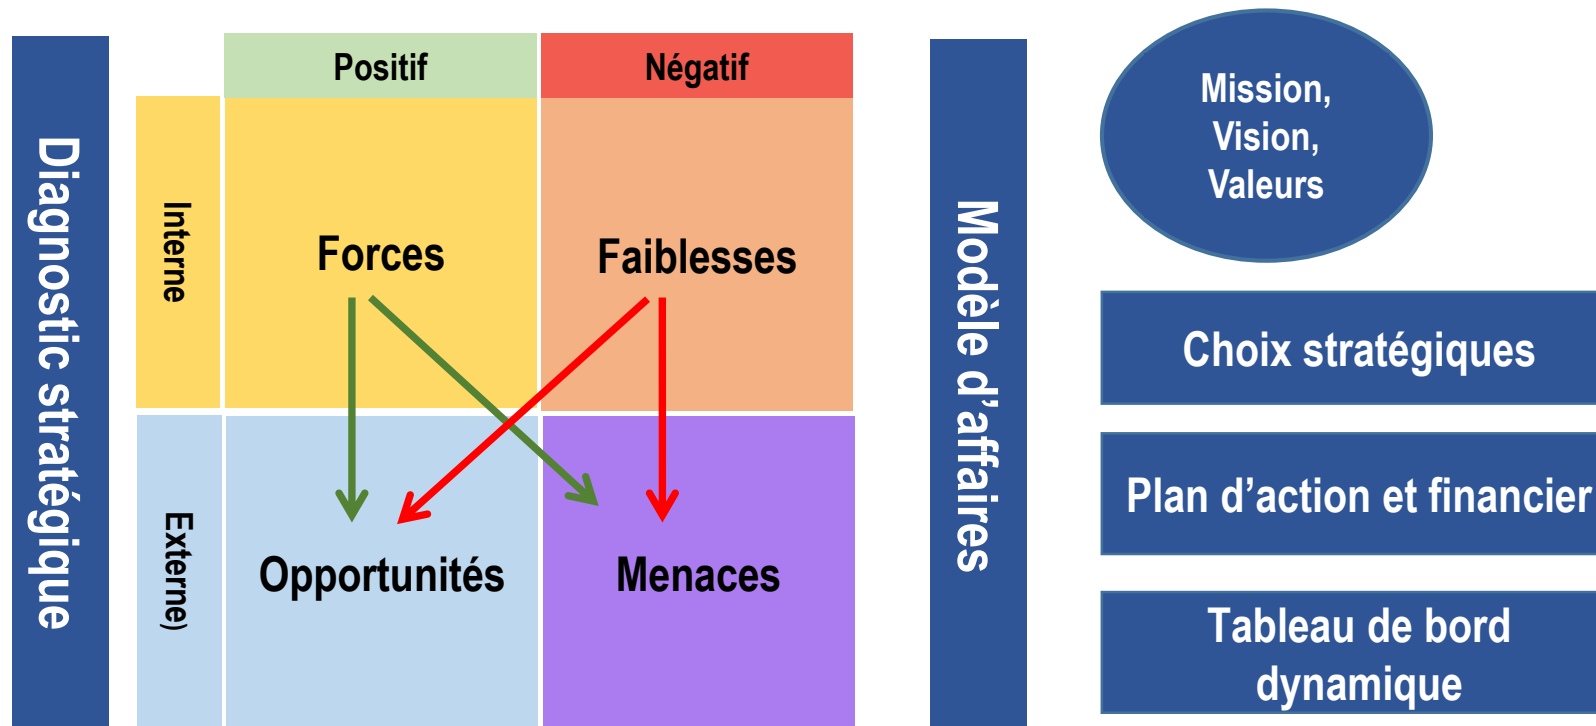 Diagnostic stratégique
Positif
Négatif
Interne
Forces
Faiblesses
Externe)
Opportunités
Menaces
Modèle d’affaires
Mission,
Vision,
Valeurs
Choix stratégiques
Plan d’action et financier
Tableau de bord
dynamique